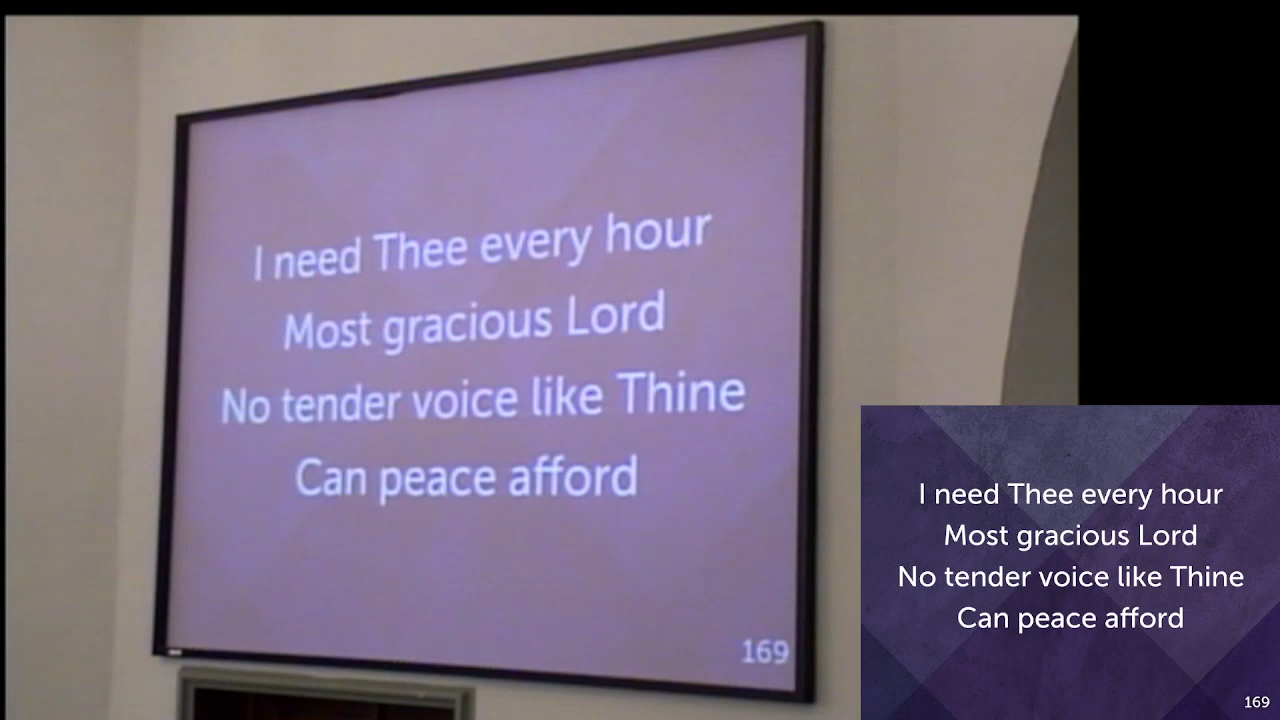 I need Thee every hour
Most gracious Lord
No tender voice like Thine
Can peace afford
169
I need Thee every hour
Most gracious Lord
No tender voice like Thine
Can peace afford
169